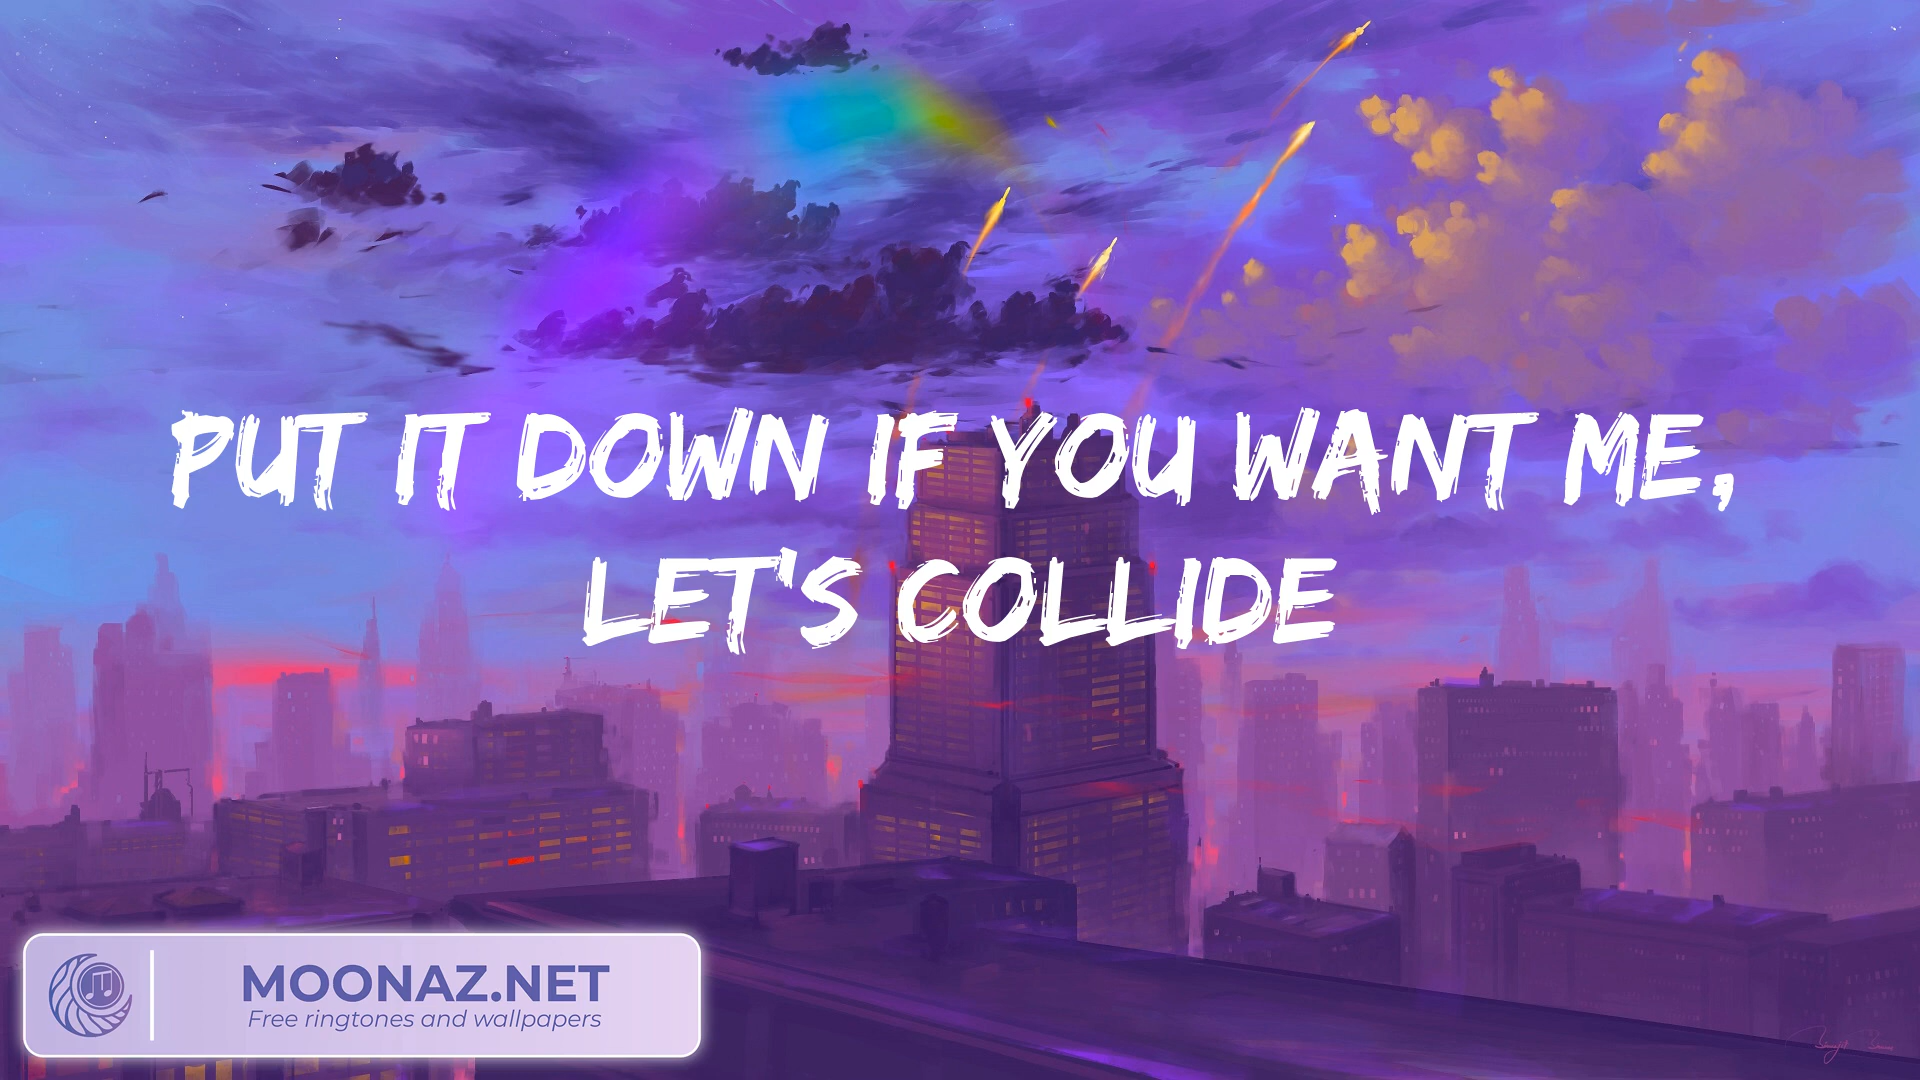 PUT IT DOWN IF YOU WANT ME,
LET'S COLLIDE
MOONAZ.NET
Free ringtones and wallpapers